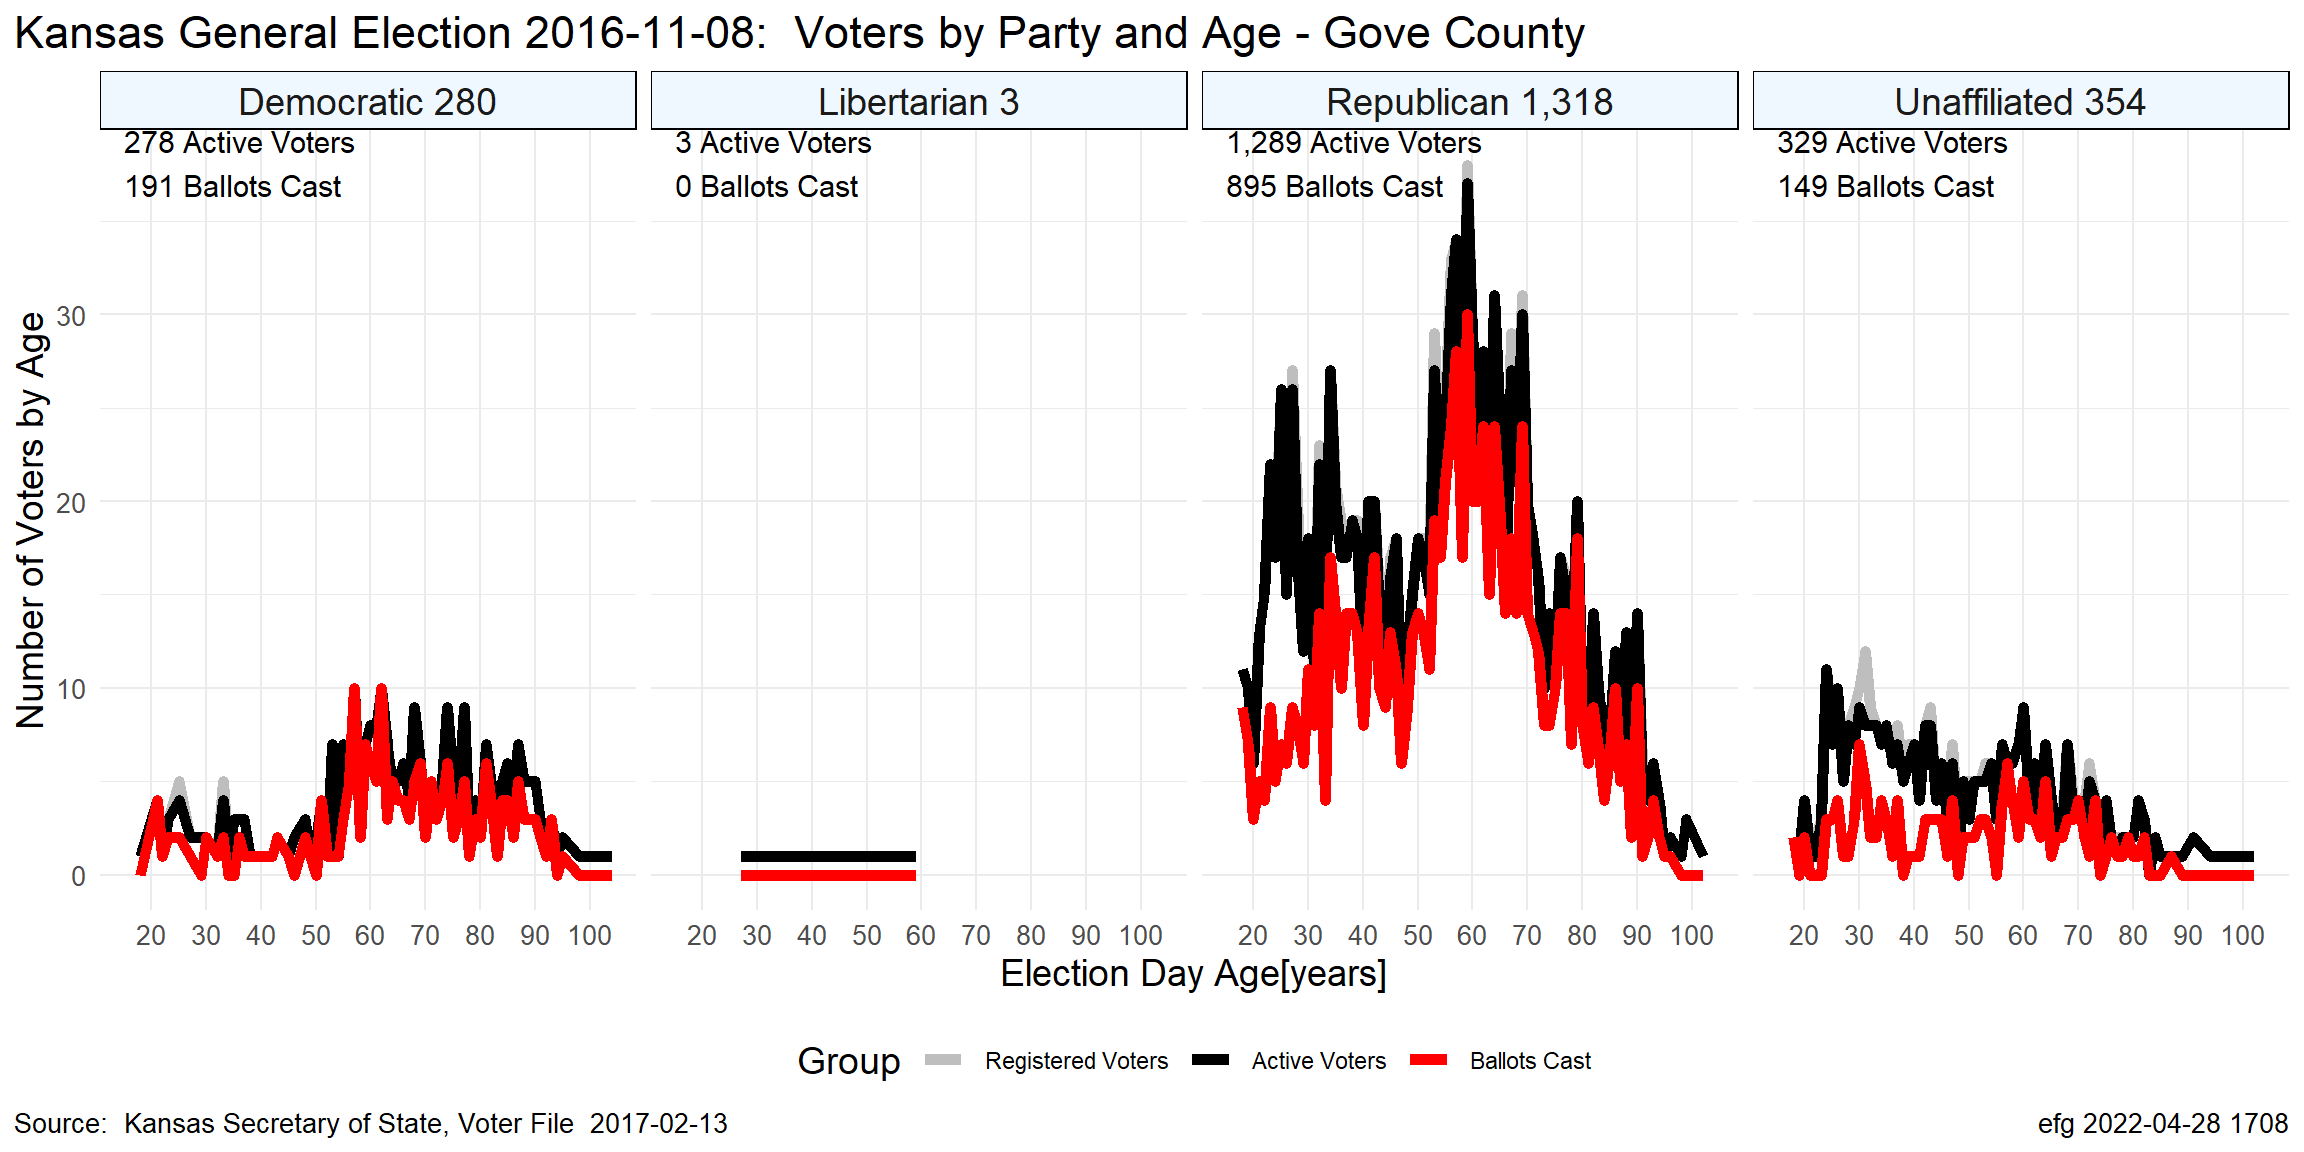 Kansas General Election 2016-11-08:  Voters by Party and Age - Gove County
Democratic 280
Libertarian 3
Republican 1,318
Unaffiliated 354
278 Active Voters
191 Ballots Cast
3 Active Voters
0 Ballots Cast
1,289 Active Voters
895 Ballots Cast
329 Active Voters
149 Ballots Cast
Number of Voters by Age
30
20
10
0
20 30 40 50 60 70 80 90 100
20 30 40 50 60 70 80 90 100
20 30 40 50 60 70 80 90 100
20 30 40 50 60 70 80 90 100
Election Day Age[years]
Group Registered Voters Active Voters Ballots Cast
Source:  Kansas Secretary of State, Voter File  2017-02-13
efg 2022-04-28 1708